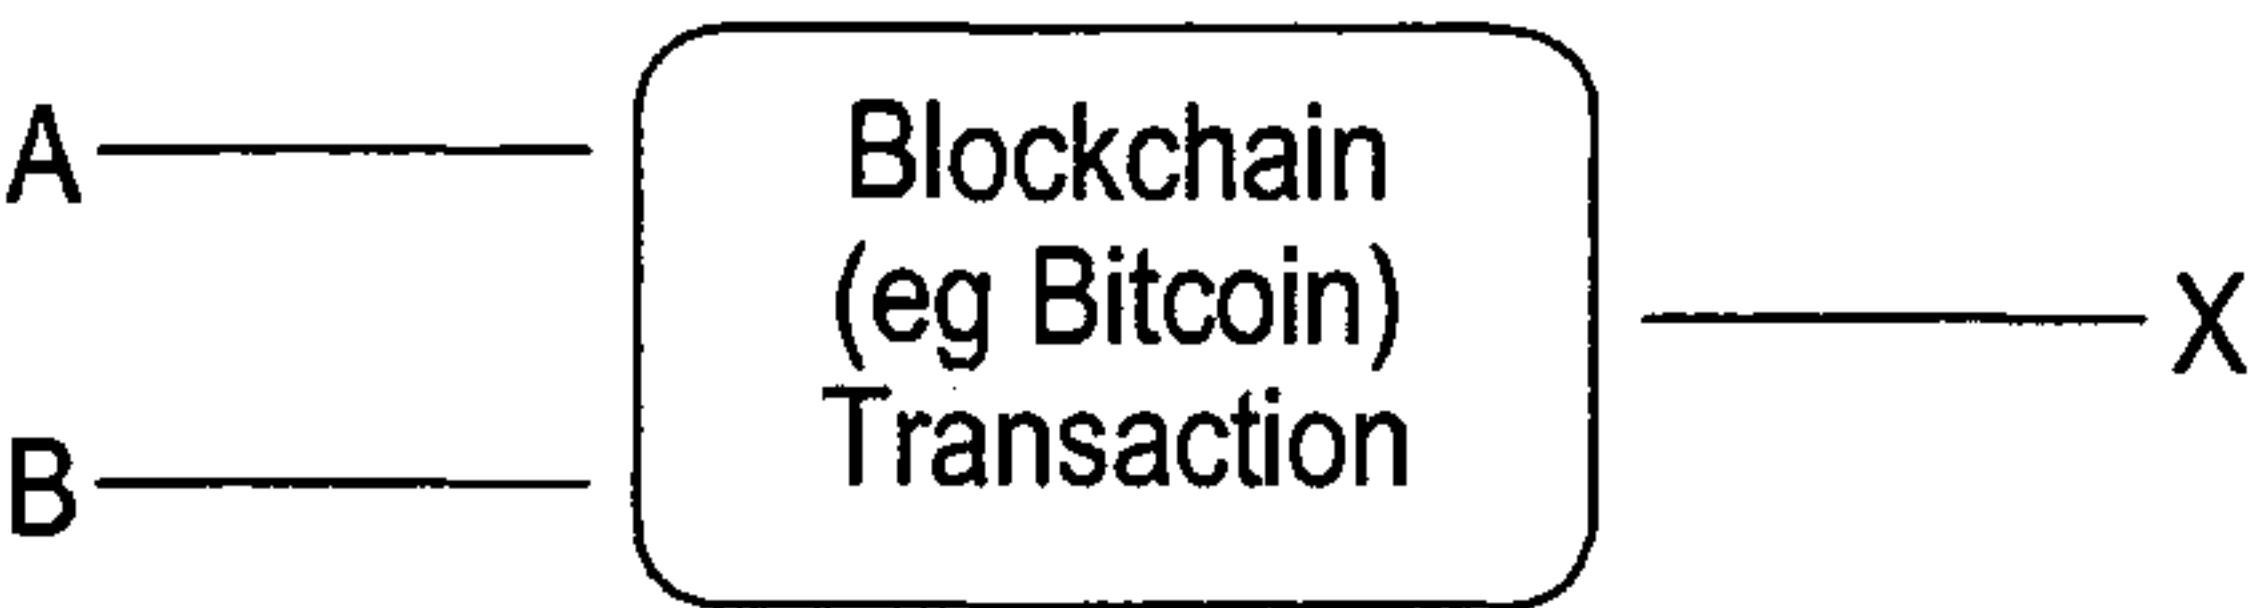 A
Blockchain
(eg Bitcoin)
Transaction
X
B